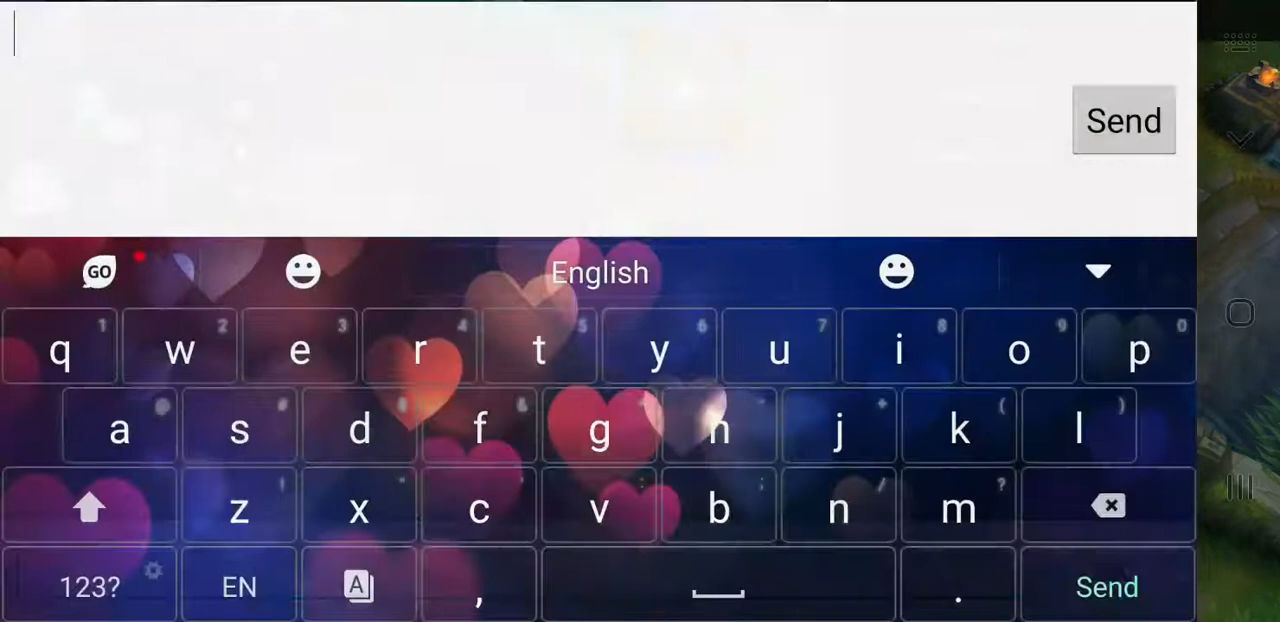 Send
GO English
q 1 w 2 e 3 r 4 t 5 y 6 u 7 i 8 o 9 p 0
a @ s # d f & g h j + k ( l )
z ! x " c ' v : b ; n / m ?
123? EN A , . Send